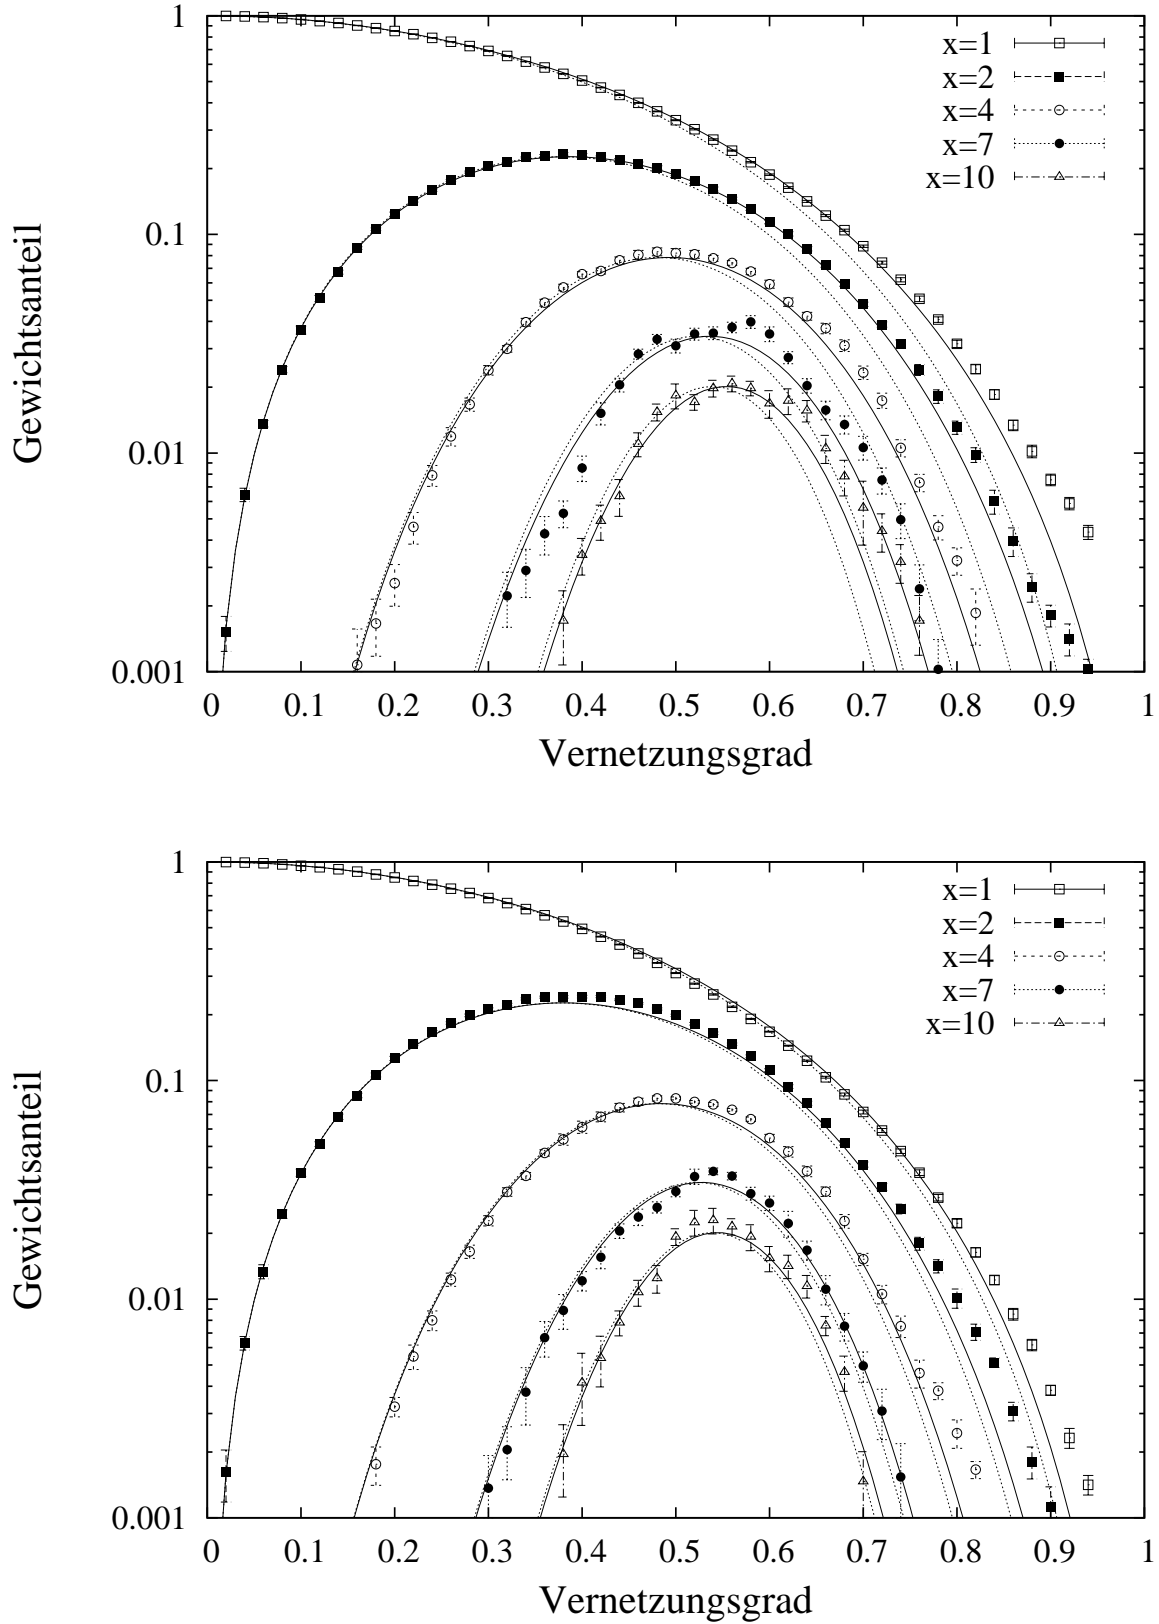 1
0.1
0.01
0.001
Gewichtsanteil
x=1
x=2
x=4
x=7
x=10
0 0.1 0.2 0.3 0.4 0.5 0.6 0.7 0.8 0.9 1
Vernetzungsgrad
1
0.1
0.01
0.001
Gewichtsanteil
x=1
x=2
x=4
x=7
x=10
0 0.1 0.2 0.3 0.4 0.5 0.6 0.7 0.8 0.9 1
Vernetzungsgrad